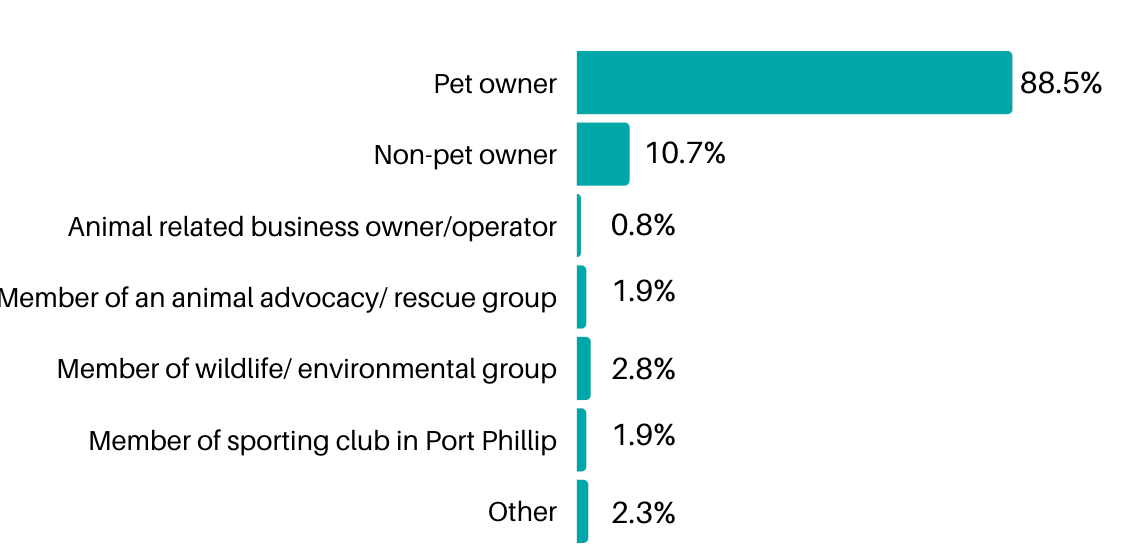 Pet owner 88.5%
Non-pet owner 10.7%
Animal related business owner/operator 0.8%
Member of an animal advocacy/ rescue group 1.9%
Member of wildlife/ environmental group 2.8%
Member of sporting club in Port Phillip 1.9%
Other 2.3%